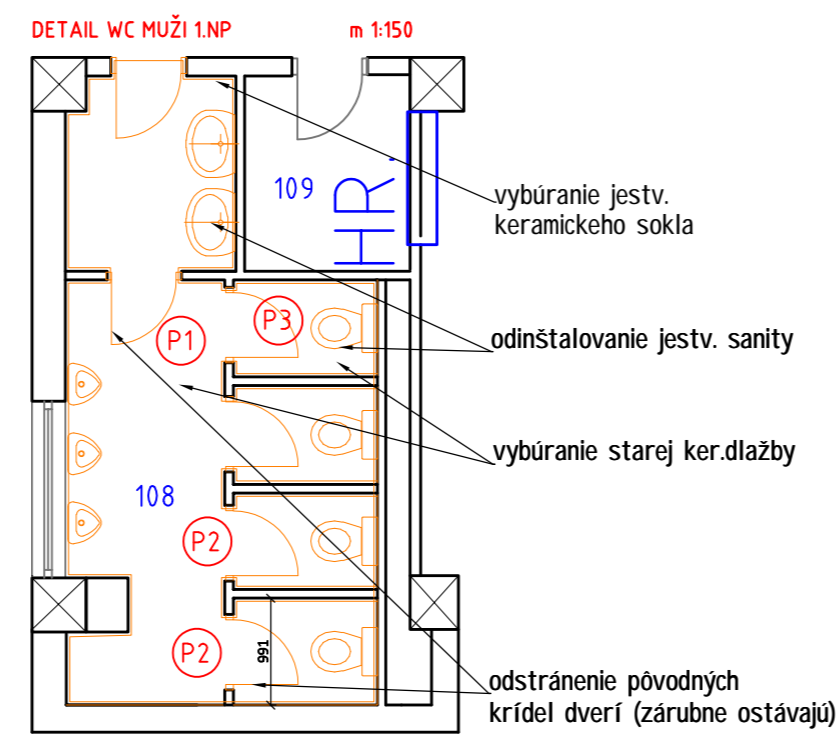 DETAIL WC MUŽI 1.NP
m 1:150
109
HR.
vybúranie jestv.
keramickeho sokla
P1
P3
odinštalovanie jestv. sanity
vybúranie starej ker.dlažby
108
P2
P2
991
odstránenie pôvodných
krídel dverí (zárubne ostávajú)